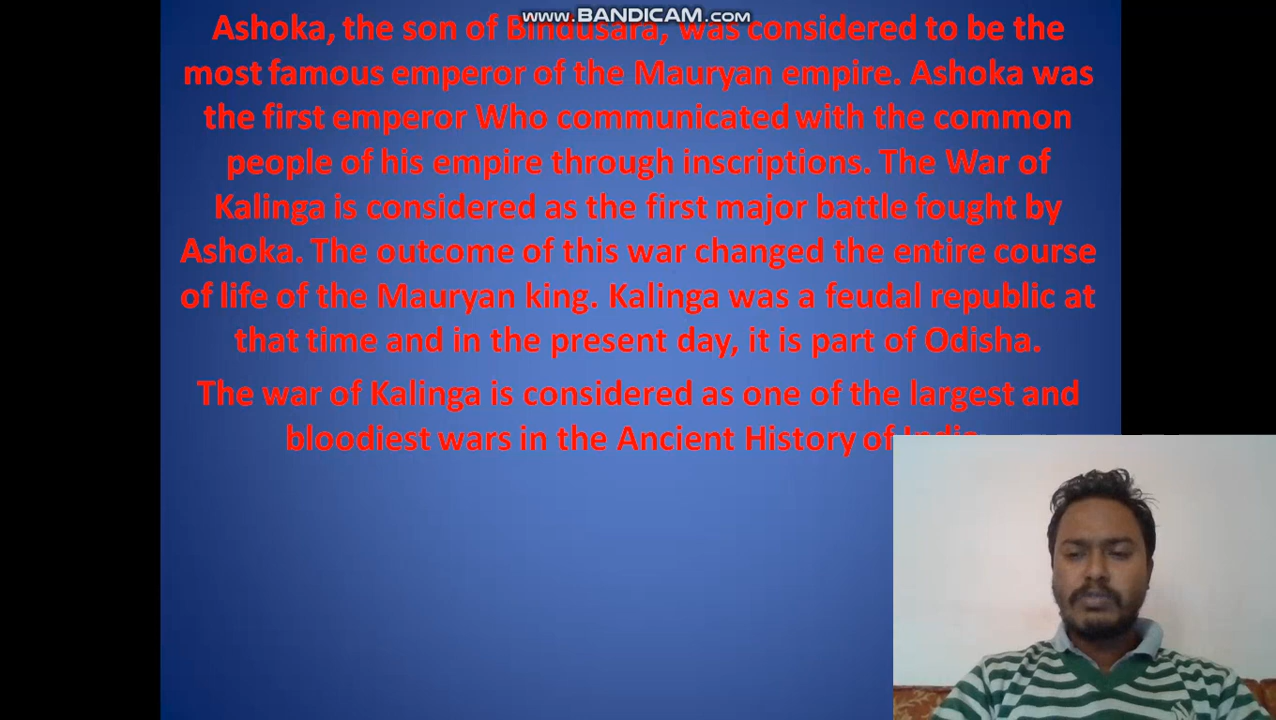 www.BANDICAM.com
Ashoka, the son of Bindusara, was considered to be the
most famous emperor of the Mauryan empire. Ashoka was
the first emperor Who communicated with the common
people of his empire through inscriptions. The War of
Kalinga is considered as the first major battle fought by
Ashoka. The outcome of this war changed the entire course
of life of the Mauryan king. Kalinga was a feudal republic at
that time and in the present day, it is part of Odisha.
The war of Kalinga is considered as one of the largest and
bloodiest wars in the Ancient History of India.